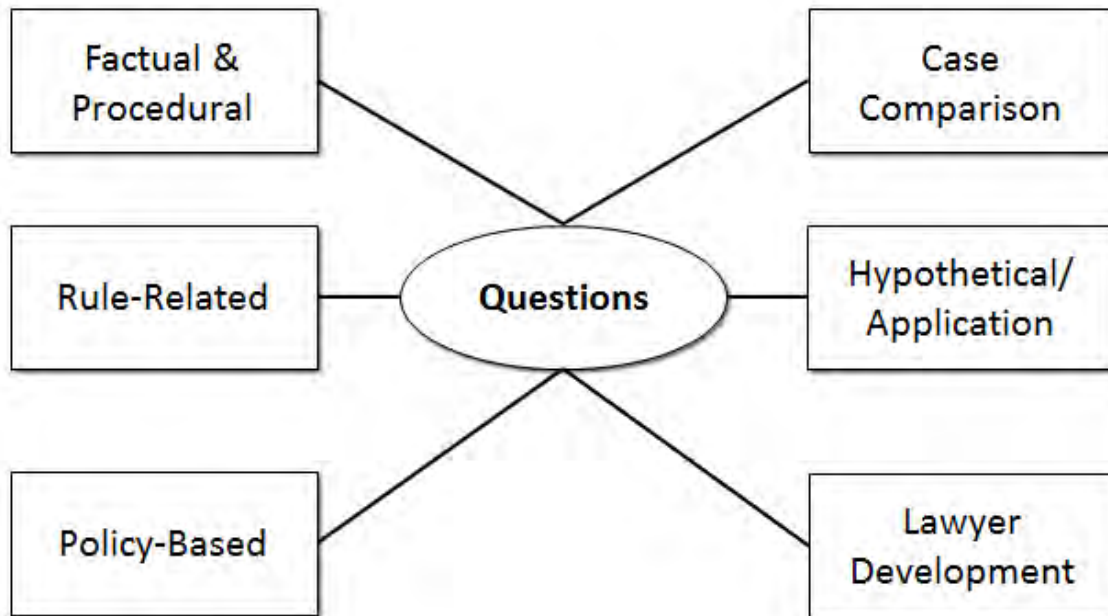 Factual &
Procedural
Case
Comparison
Rule-Related
Questions
Hypothetical/
Application
Policy-Based
Lawyer
Development